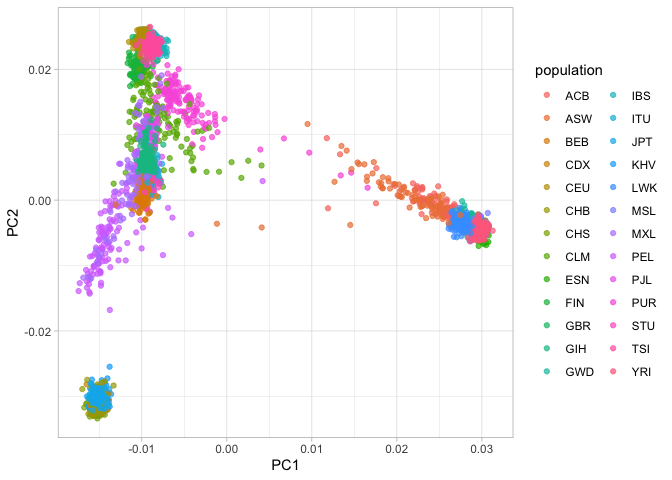 0.02
0.00
-0.02
PC2
-0.01
0.00
0.01
0.02
0.03
PC1
population
ACB
ASW
BEB
CDX
CEU
CHB
CHS
CLM
ESN
FIN
GBR
GIH
GWD
IBS
ITU
JPT
KHV
LWK
MSL
MXL
PEL
PJL
PUR
STU
TSI
YRI